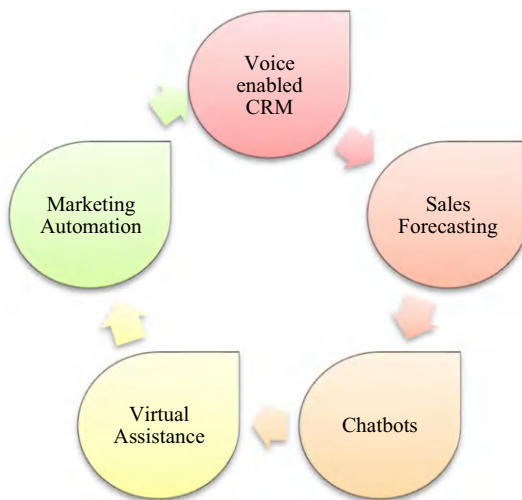 Voice
enabled
CRM
Sales
Forecasting
Chatbots
Virtual
Assistance
Marketing
Automation